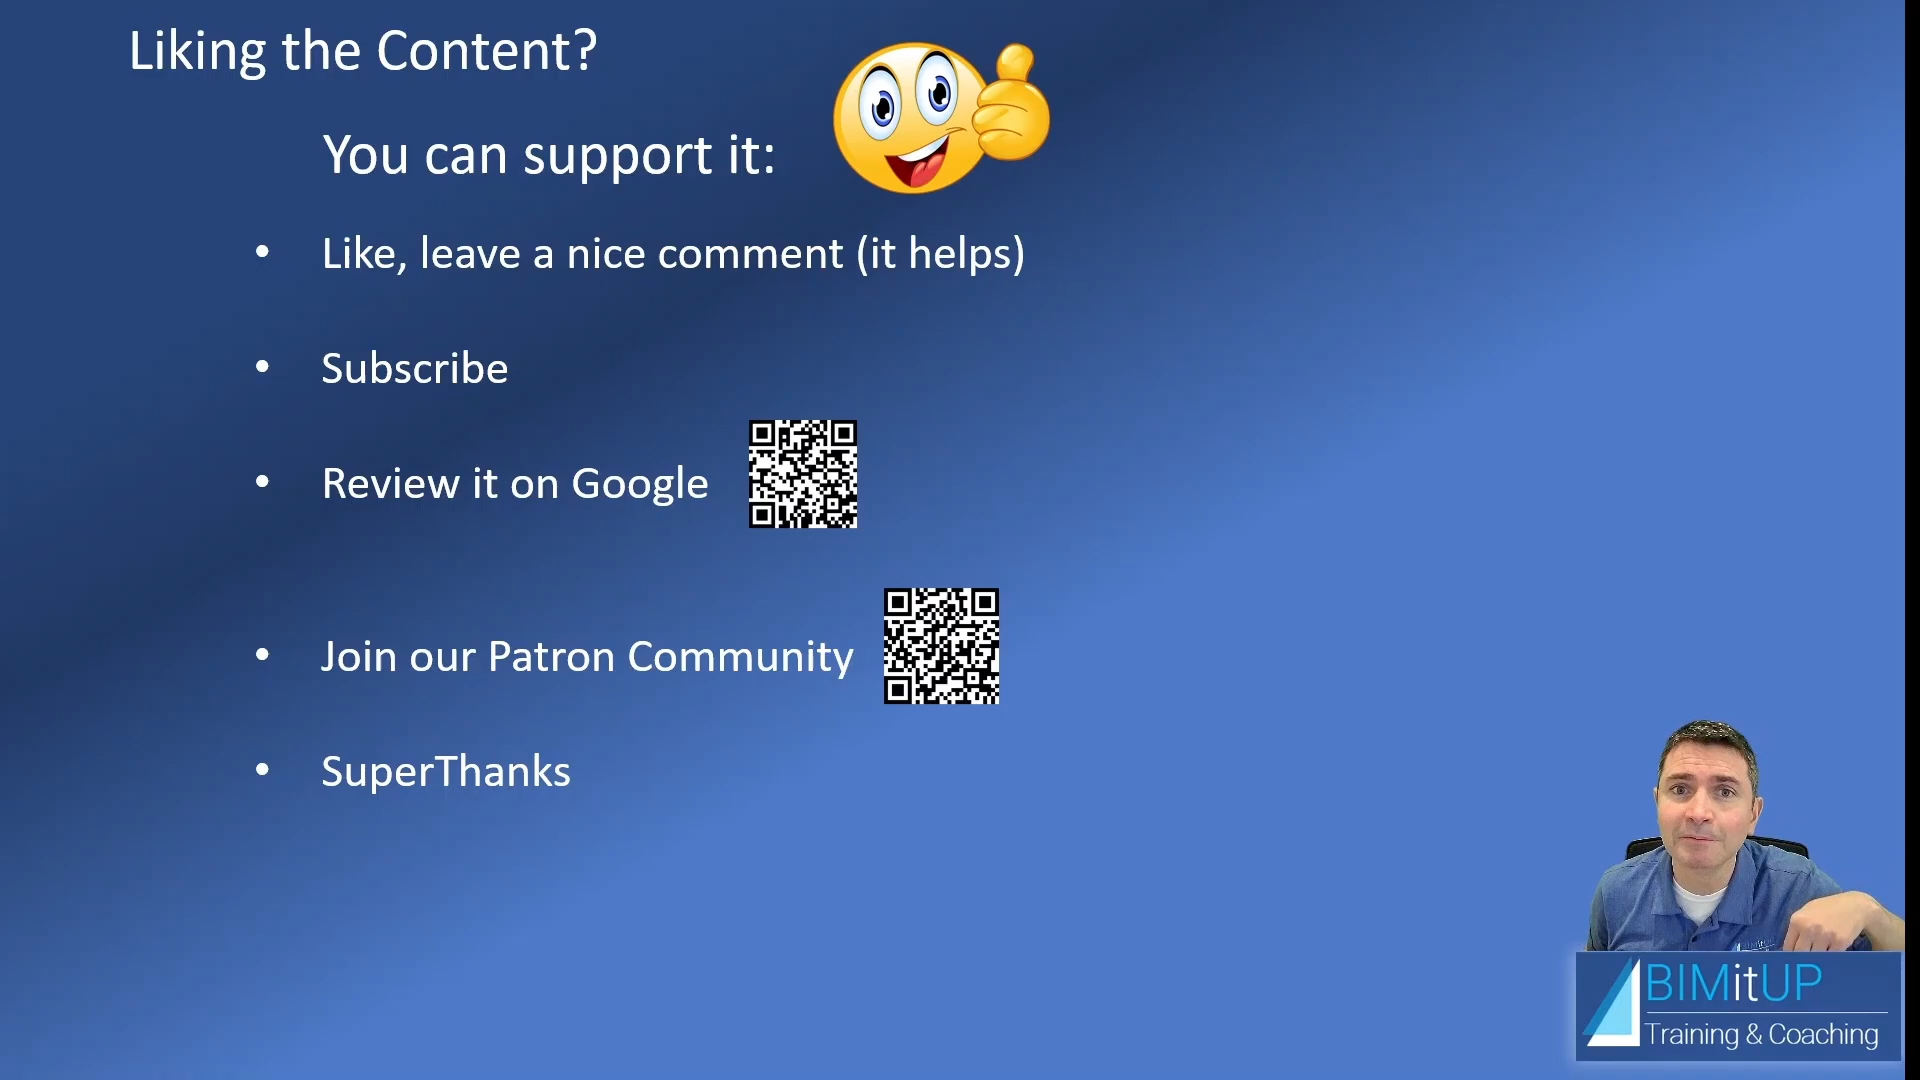 Liking the Content?
You can support it:
• Like, leave a nice comment (it helps)
• Subscribe
• Review it on Google
• Join our Patron Community
• SuperThanks
BIMitUP
Training & Coaching